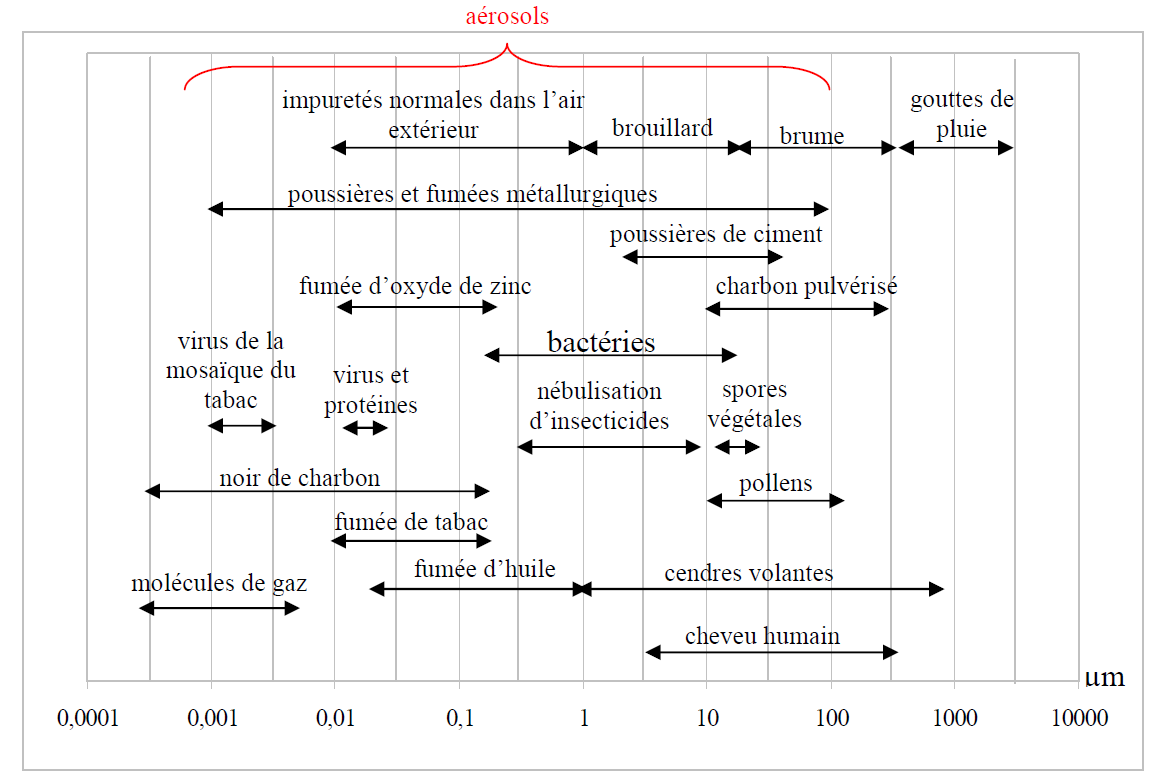 aérosols
impuretés normales dans l’air
extérieur
brouillard
brume
gouttes de
pluie
poussières et fumées métallurgiques
poussières de ciment
fumée d’oxyde de zinc
charbon pulvérisé
bactéries
virus de la
mosaïque du
tabac
virus et
protéines
nébulisation
d’insecticides
spores
végétales
noir de charbon
pollens
fumée de tabac
fumée d’huile
cendres volantes
molécules de gaz
cheveu humain
µm
0,0001 0,001 0,01 0,1 1 10 100 1000 10000